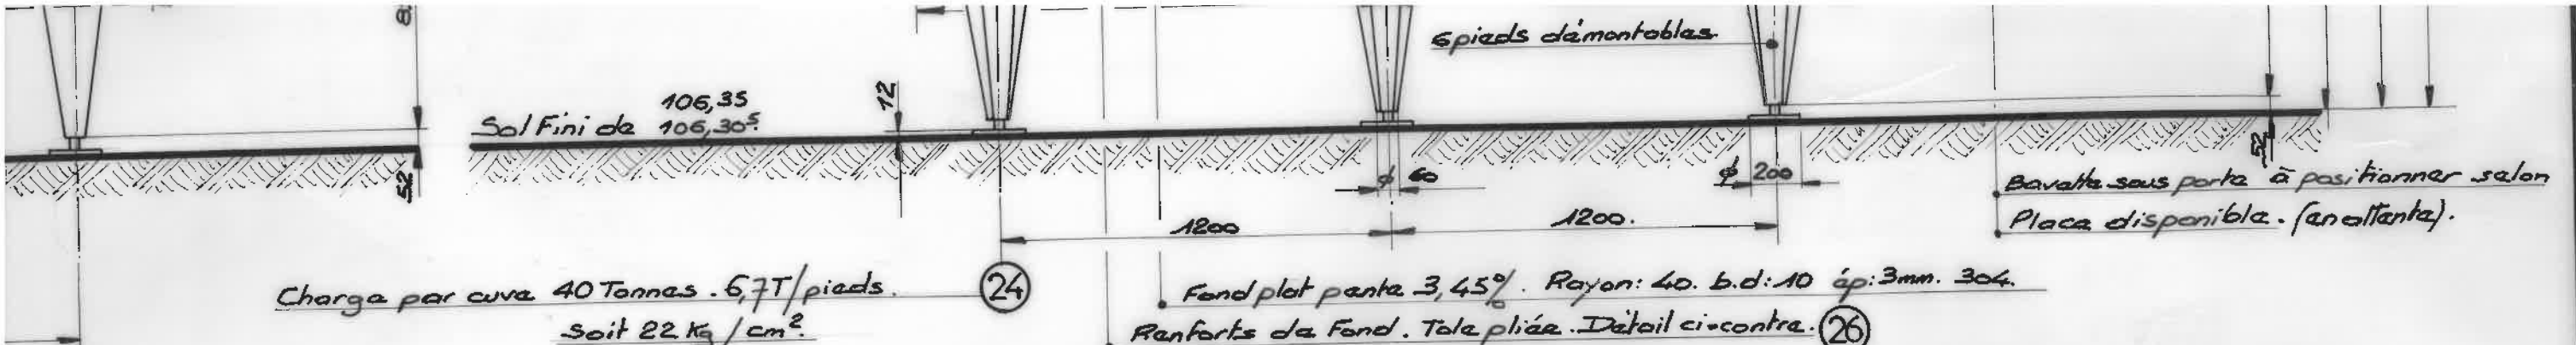 6 pieds démontables.
106,35
Sol Fini de 106,30⁵.
12
52
52
ϕ 60
ϕ 200
1200
1200.
Bavette sous porte à positionner selon
Place disponible. (en attente).
Charge par cuve 40 Tonnes. 6,7T/pieds.
24
Soit 22 Kg/cm².
Fond plat pente 3,45%. Rayon: 40. b.d: 10 ép: 3mm. 304.
Renforts de Fond. Tole pliée. Détail ci-contre.
26